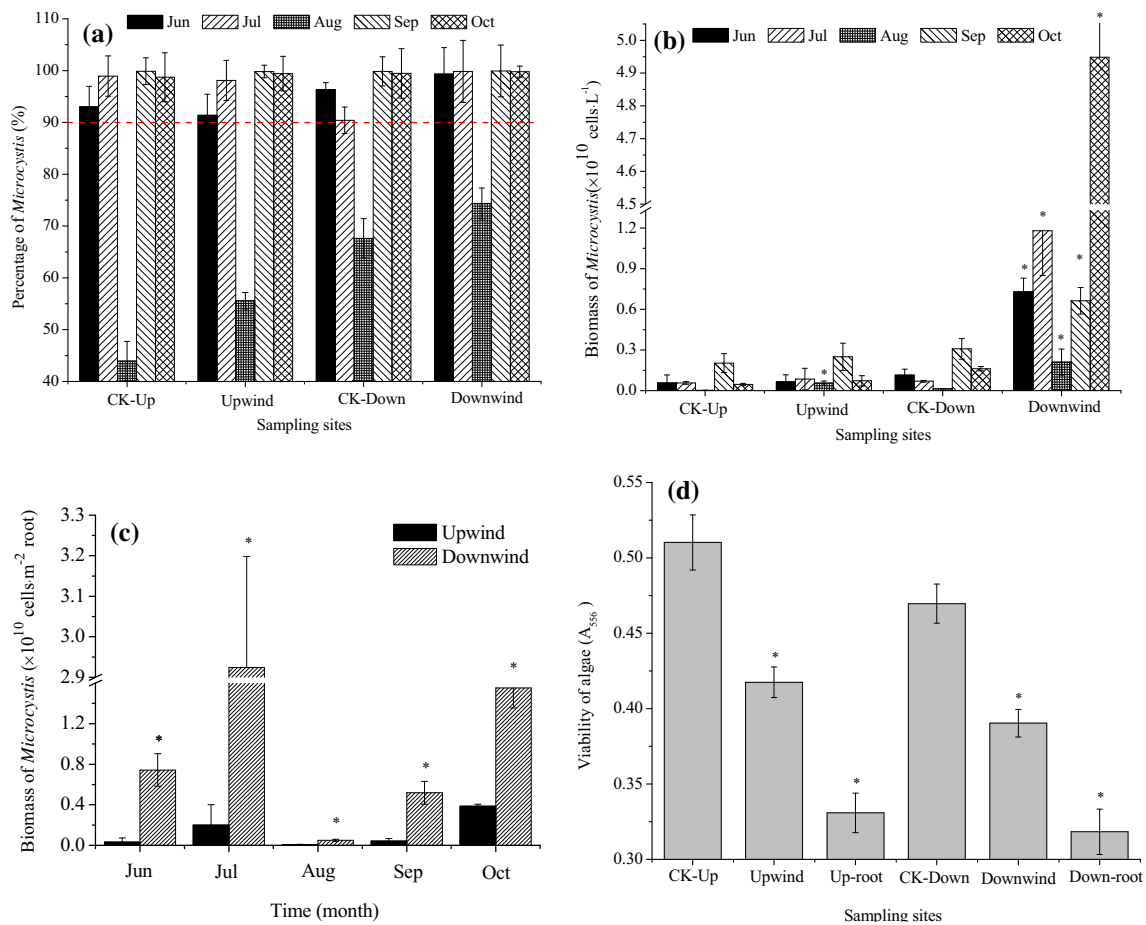 (a)
Jun Jul Aug Sep Oct
110
100
90
80
70
60
50
40
Percentage of Microcystis (%)
CK-Up Upwind CK-Down Downwind
Sampling sites
(b)
Jun Jul Aug Sep Oct
*
5.0
4.9
4.8
4.7
4.6
4.5
1.2
0.9
0.6
0.3
0.0
Biomass of Microcystis(×10¹⁰ cells·L⁻¹)
* * * * *
CK-Up Upwind CK-Down Downwind
Sampling sites
(c)
Upwind
Downwind
3.3
3.2
3.1
3.0
2.9
1.2
0.8
0.4
0.0
Biomass of Microcystis (×10¹⁰ cells·m⁻² root)
* * * * *
Jun Jul Aug Sep Oct
Time (month)
(d)
0.55
0.50
0.45
0.40
0.35
0.30
Viability of algae (A₅₅₆)
* * * *
CK-Up Upwind Up-root CK-Down Downwind Down-root
Sampling sites